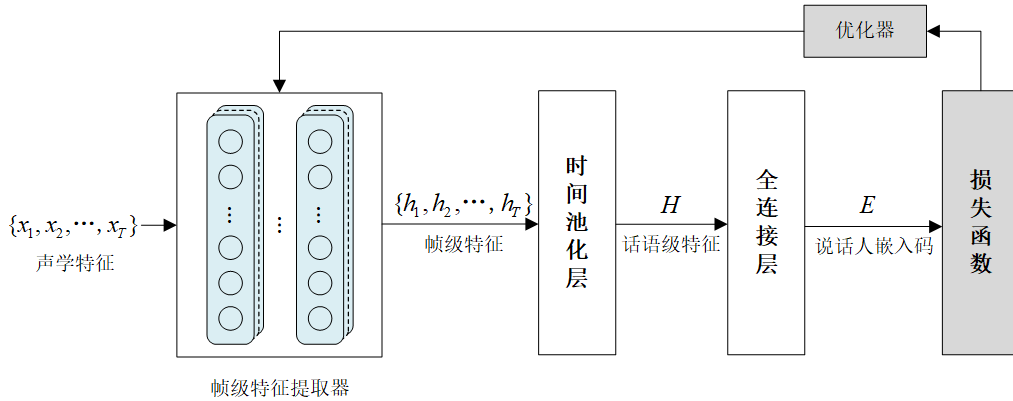 优化器
{x₁, x₂, ⋯, x_T}
声学特征
⋮
⋮
⋮
帧级特征提取器
{h₁, h₂, ⋯, h_T}
帧级特征
时间池化层
H
话语级特征
全连接层
E
说话人嵌入码
损失函数